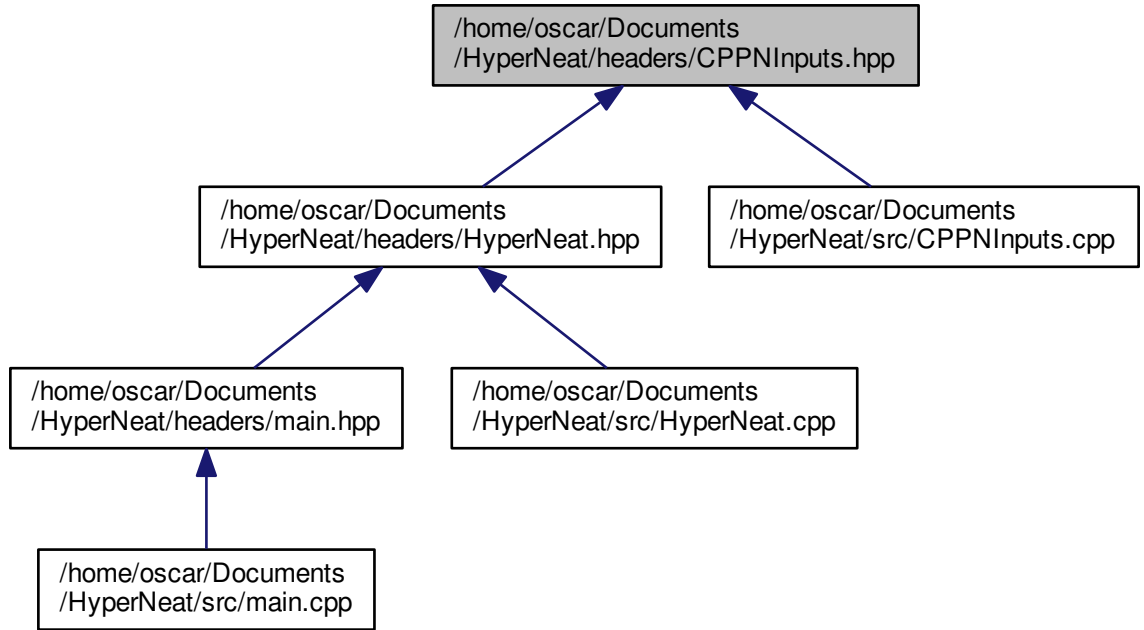 /home/oscar/Documents
/HyperNeat/headers/CPPNInputs.hpp
/home/oscar/Documents
/HyperNeat/headers/HyperNeat.hpp
/home/oscar/Documents
/HyperNeat/src/CPPNInputs.cpp
/home/oscar/Documents
/HyperNeat/headers/main.hpp
/home/oscar/Documents
/HyperNeat/src/HyperNeat.cpp
/home/oscar/Documents
/HyperNeat/src/main.cpp